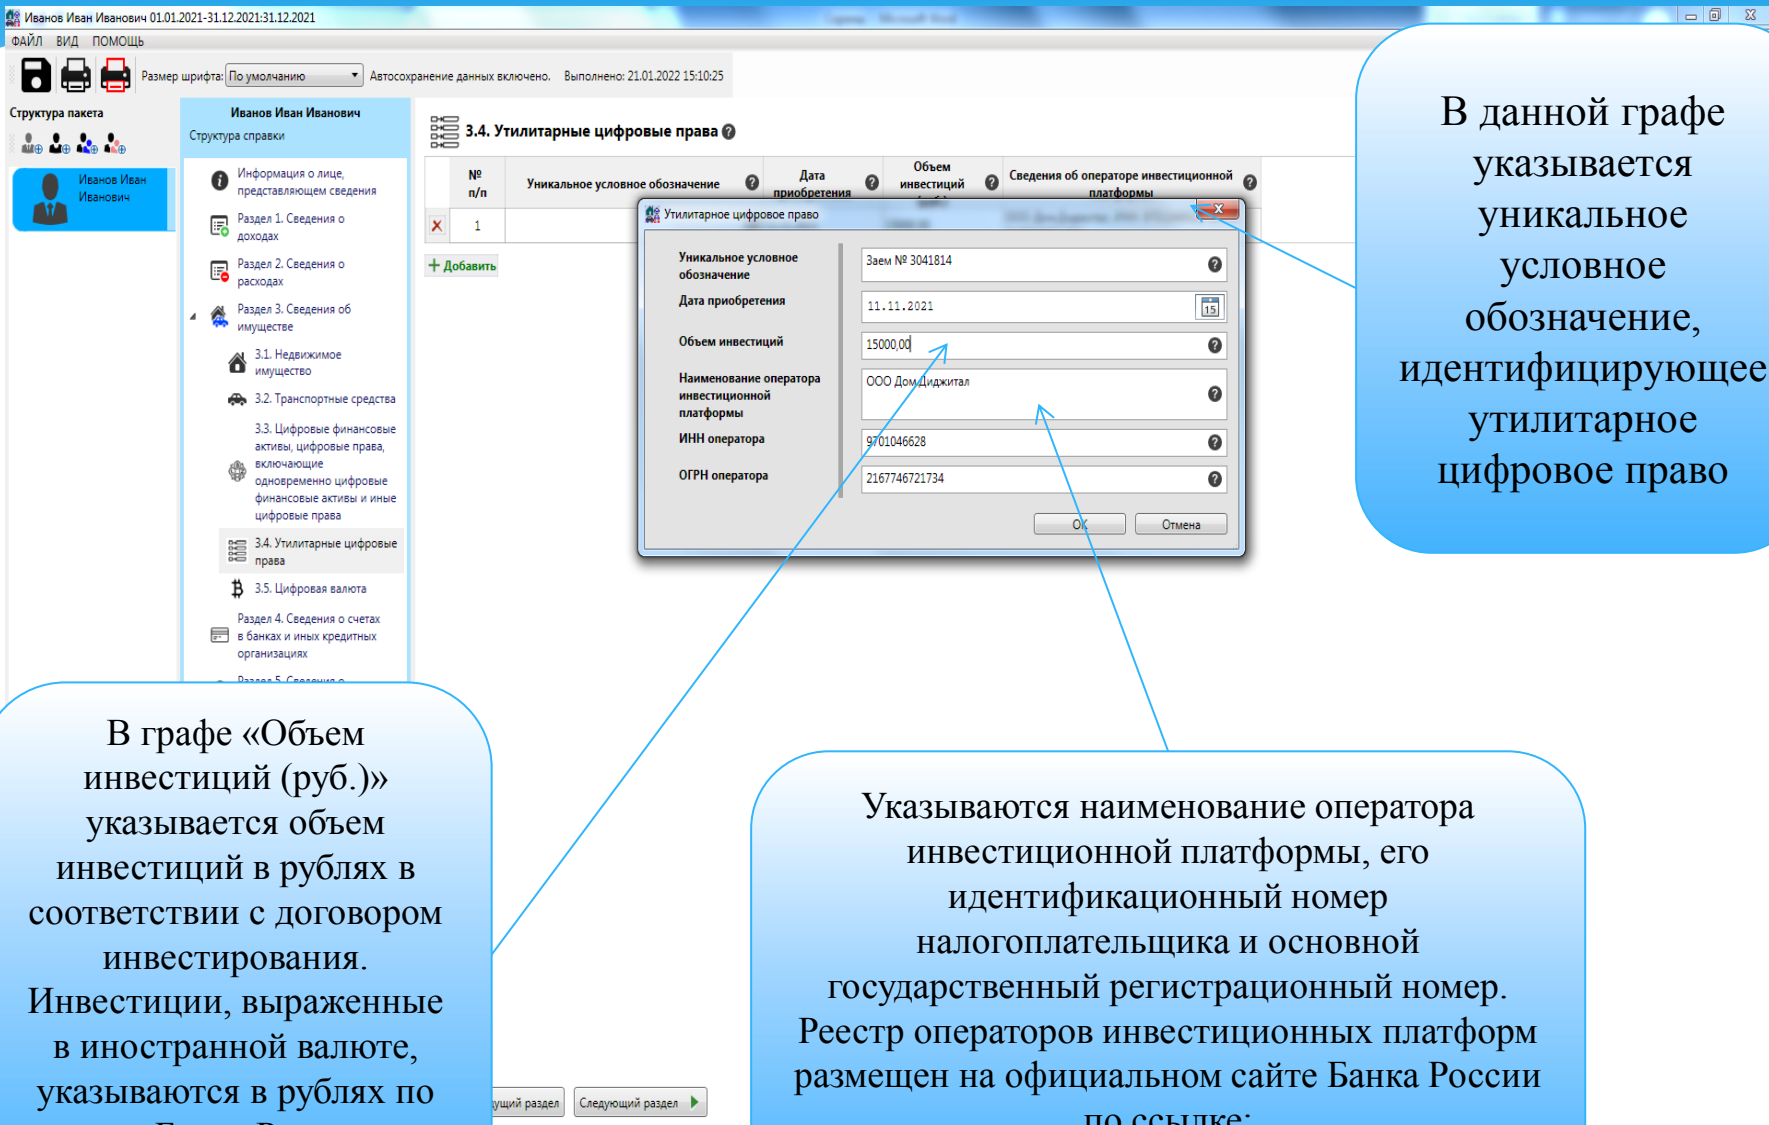 Иванов Иван Иванович 01.01.2021-31.12.2021:31.12.2021
ФАЙЛ ВИД ПОМОЩЬ
Размер шрифта: По умолчанию Автосохранение данных включено. Выполнено: 21.01.2022 15:10:25
Структура пакета
Иванов Иван
Иванович
Иванов Иван Иванович
Структура справки
Информация о лице,
представляющем сведения
Раздел 1. Сведения о
доходах
Раздел 2. Сведения о
расходах
Раздел 3. Сведения об
имуществе
3.1. Недвижимое
имущество
3.2. Транспортные средства
3.3. Цифровые финансовые
активы, цифровые права,
включающие
одновременно цифровые
финансовые активы и иные
цифровые права
3.4. Утилитарные цифровые
права
3.5. Цифровая валюта
Раздел 4. Сведения о счетах
в банках и иных кредитных
организациях
Раздел 5. Сведения о
3.4. Утилитарные цифровые права
№
п/п
Уникальное условное обозначение
Дата
приобретения
Объем
инвестиций
Сведения об операторе инвестиционной
платформы
1
Добавить
Утилитарное цифровое право
Уникальное условное
обозначение
Заем № 3041814
Дата приобретения
11.11.2021
15
Объем инвестиций
15000,00
Наименование оператора
инвестиционной
платформы
ООО Дом Диджитал
ИНН оператора
9701046628
ОГРН оператора
2167746721734
OK Отмена
В данной графе
указывается
уникальное
условное
обозначение,
идентифицирующее
утилитарное
цифровое право
В графе «Объем
инвестиций (руб.)»
указывается объем
инвестиций в рублях в
соответствии с договором
инвестирования.
Инвестиции, выраженные
в иностранной валюте,
указываются в рублях по
Указываются наименование оператора
инвестиционной платформы, его
идентификационный номер
налогоплательщика и основной
государственный регистрационный номер.
Реестр операторов инвестиционных платформ
размещен на официальном сайте Банка России
по ссылке:
раздел Следующий раздел